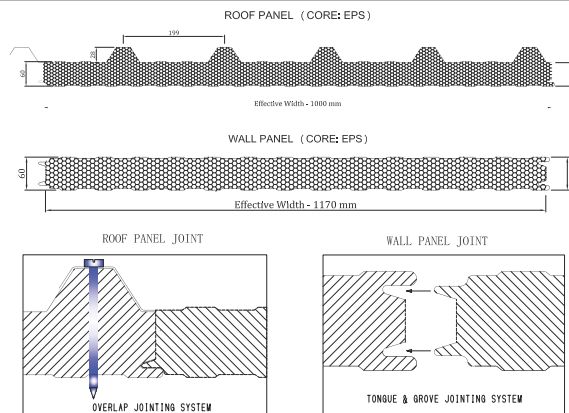 ROOF PANEL (CORE: EPS)
199
28
60
Effective Width - 1000 mm
WALL PANEL (CORE: EPS)
60
Effective Width - 1170 mm
ROOF PANEL JOINT
WALL PANEL JOINT
OVERLAP JOINTING SYSTEM
TONGUE & GROVE JOINTING SYSTEM